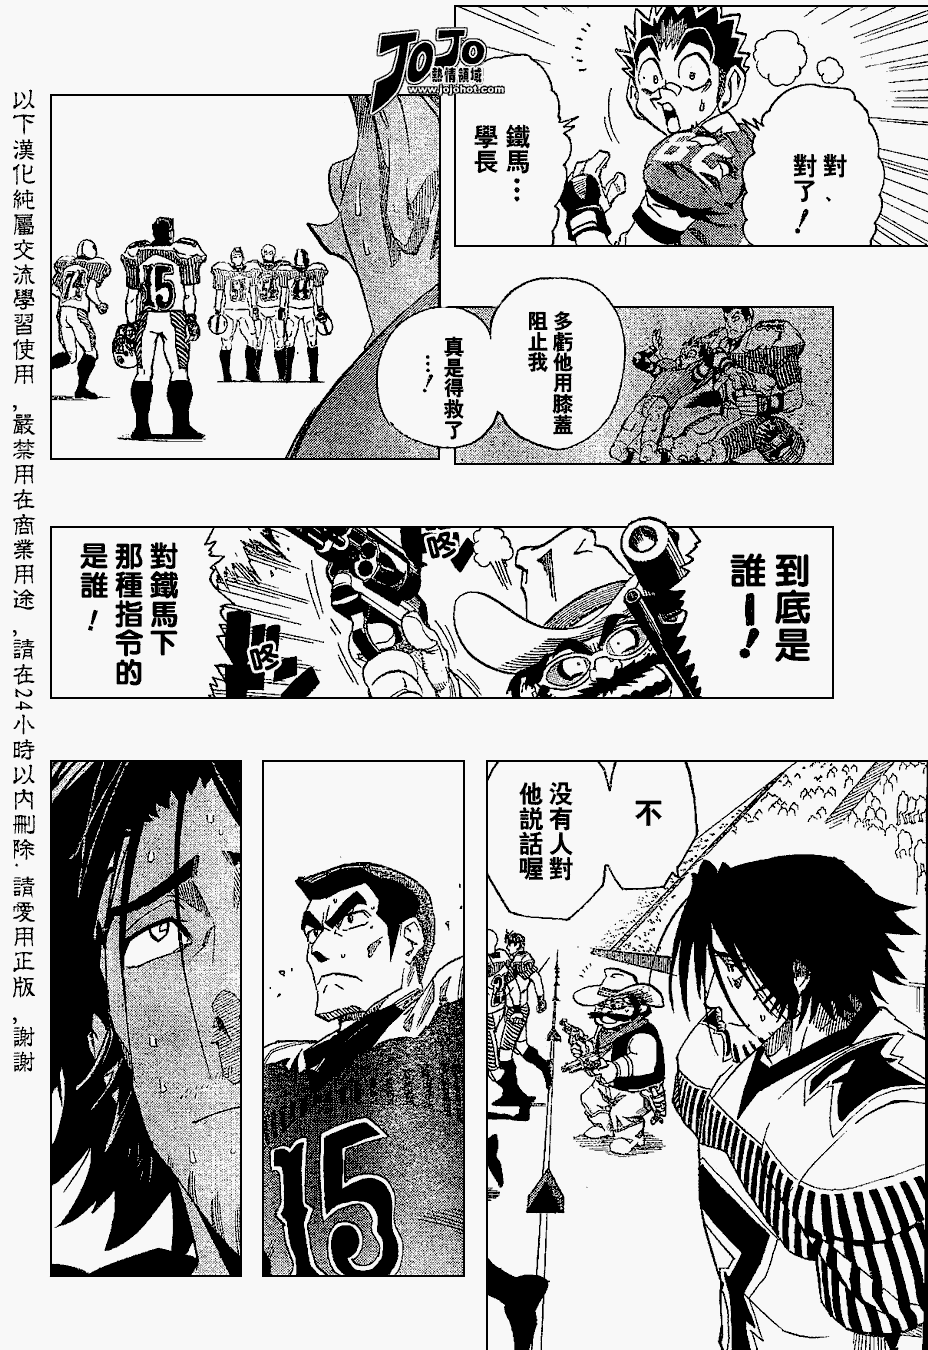 JOJO
熱情領域
www.jojohot.com
對、
對了！
鐵馬…
學長
多虧他用膝蓋
阻止我
真是得救了
…！
15
到底是
誰！
咚
咚
對鐵馬下
那種指令的
是誰！
不
没有人對
他説話喔
15
以下漢化純屬交流學習使用，嚴禁用在商業用途，請在24小時以內刪除．請愛用正版，謝謝